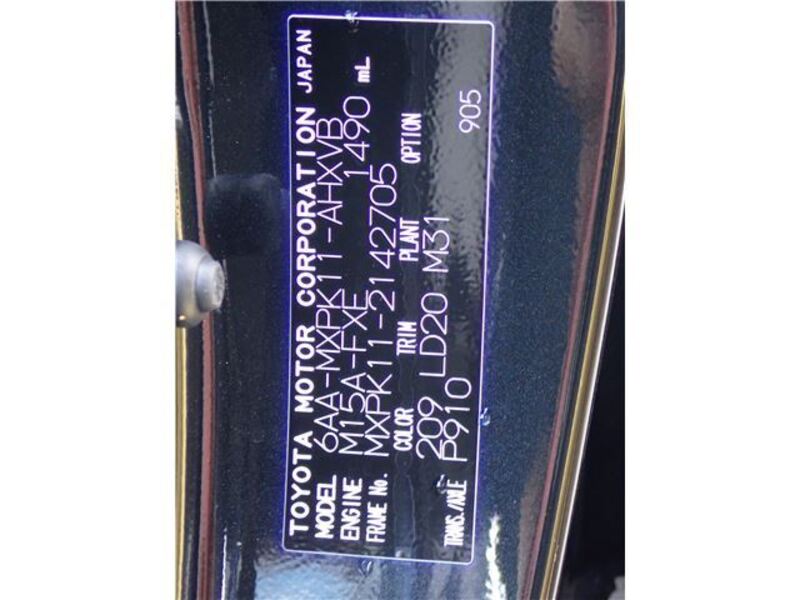 TOYOTA MOTOR CORPORATION JAPAN
MODEL 6AA-MXPK11-AHXVB
ENGINE M15A-FXE 1490 mL
FRAME No. MXPK11-2142705
COLOR TRIM PLANT OPTION
209 LD20 M31
TRANS./AXLE P910 905